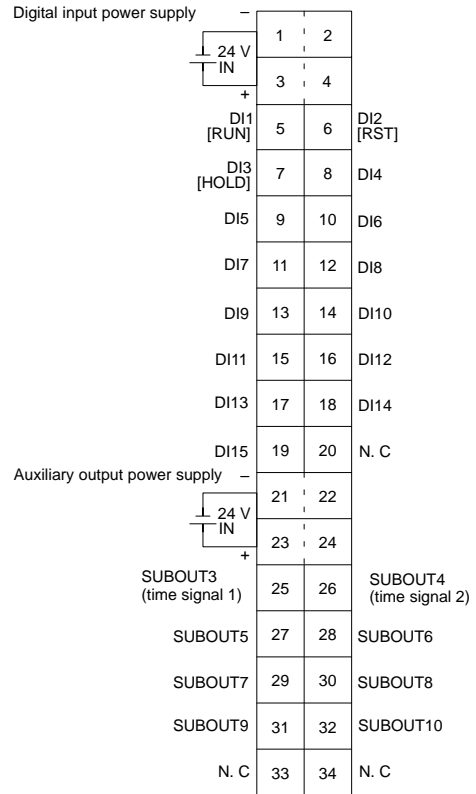 Digital input power supply –
1 2
24 V
IN
3 4
+
DI1
[RUN] 5 6 DI2
[RST]
DI3
[HOLD] 7 8 DI4
DI5 9 10 DI6
DI7 11 12 DI8
DI9 13 14 DI10
DI11 15 16 DI12
DI13 17 18 DI14
DI15 19 20 N. C
Auxiliary output power supply –
21 22
24 V
IN
23 24
+
SUBOUT3
(time signal 1) 25 26 SUBOUT4
(time signal 2)
SUBOUT5 27 28 SUBOUT6
SUBOUT7 29 30 SUBOUT8
SUBOUT9 31 32 SUBOUT10
N. C 33 34 N. C